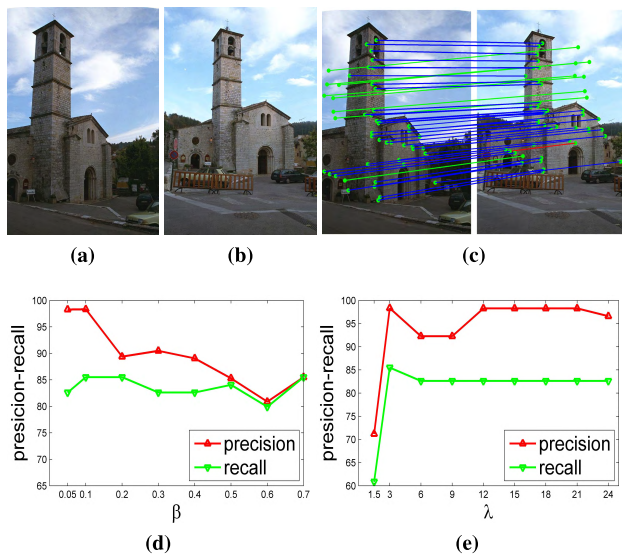 (a)
(b)
(c)
presicion-recall
100
95
90
85
80
75
70
65
0.05 0.1 0.2 0.3 0.4 0.5 0.6 0.7
β
precision
recall
(d)
presicion-recall
100
95
90
85
80
75
70
65
60
1.5 3 6 9 12 15 18 21 24
λ
precision
recall
(e)